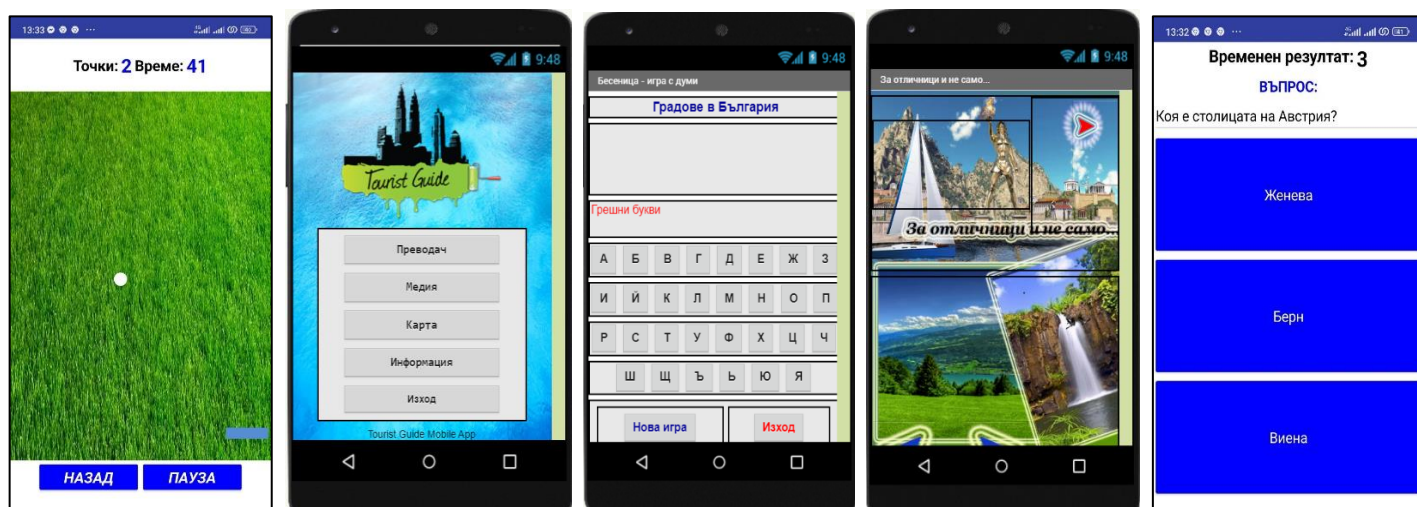 13:33
Точки: 2 Време: 41
НАЗАД
ПАУЗА
9:48
Tourist Guide
Преводач
Медия
Карта
Информация
Изход
Tourist Guide Mobile App
9:48
Бесеница - игра с думи
Градове в България
Грешни букви
А Б В Г Д Е Ж З
И Й К Л М Н О П
Р С Т У Ф Х Ц Ч
Ш Щ Ъ Ь Ю Я
Нова игра
Изход
9:48
За отличници и не само...
За отличници и не само...
13:32
Временен резултат: 3
ВЪПРОС:
Коя е столицата на Австрия?
Женева
Берн
Виена